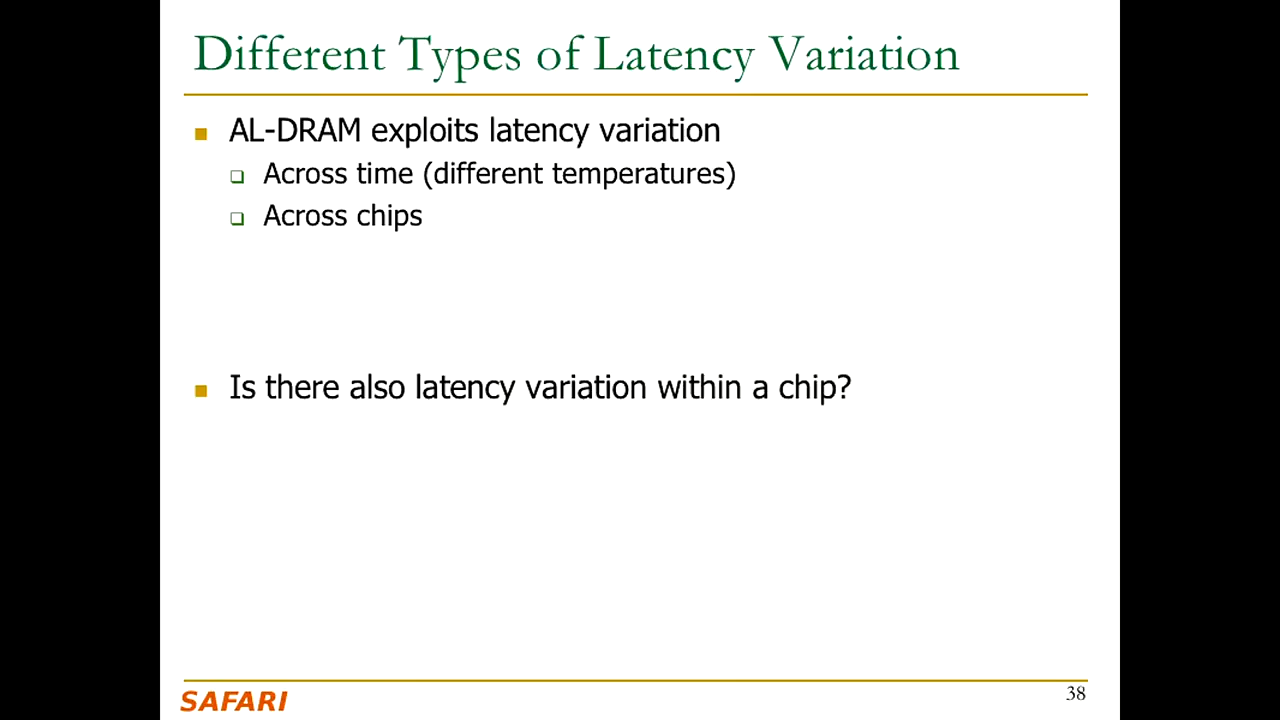 Different Types of Latency Variation
AL-DRAM exploits latency variation
Across time (different temperatures)
Across chips
Is there also latency variation within a chip?
SAFARI
38